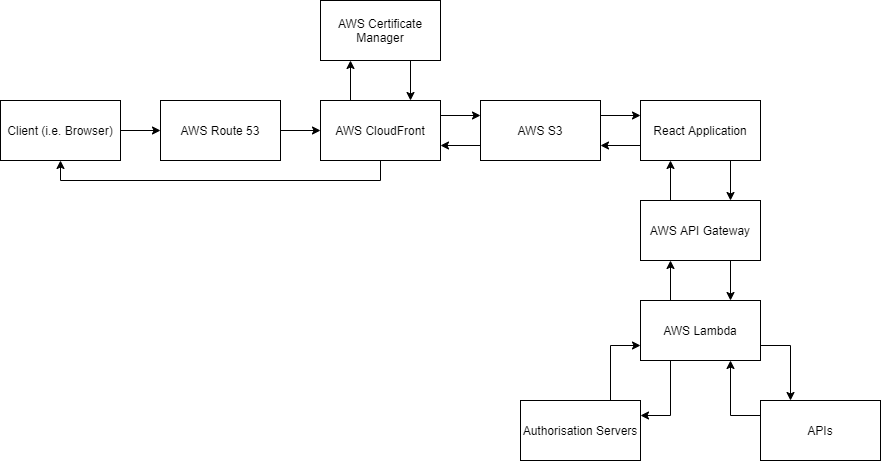 AWS Certificate
Manager
Client (i.e. Browser)
AWS Route 53
AWS CloudFront
AWS S3
React Application
AWS API Gateway
AWS Lambda
Authorisation Servers
APIs